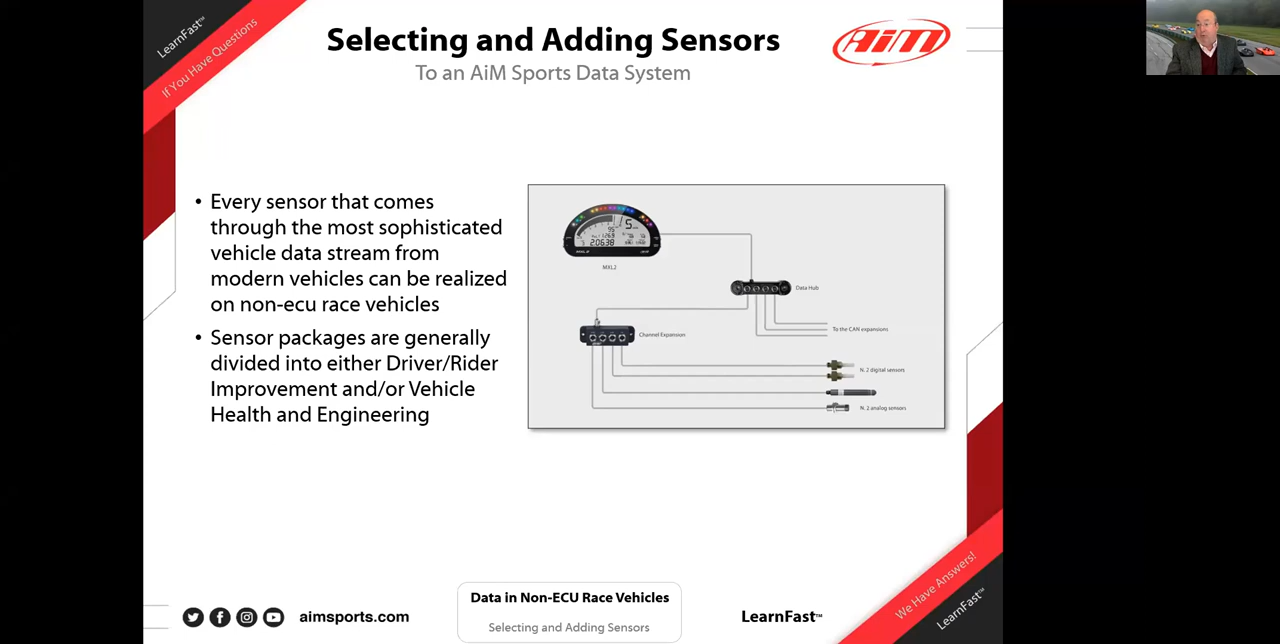 LearnFast™
If You Have Questions
Selecting and Adding Sensors
To an AiM Sports Data System
AiM
• Every sensor that comes
through the most sophisticated
vehicle data stream from
modern vehicles can be realized
on non-ecu race vehicles
• Sensor packages are generally
divided into either Driver/Rider
Improvement and/or Vehicle
Health and Engineering
MXL2
Data Hub
Channel Expansion
To the CAN expansions
N. 2 digital sensors
N. 2 analog sensors
aimsports.com
Data in Non-ECU Race Vehicles
Selecting and Adding Sensors
LearnFast™
We Have Answers!
LearnFast™